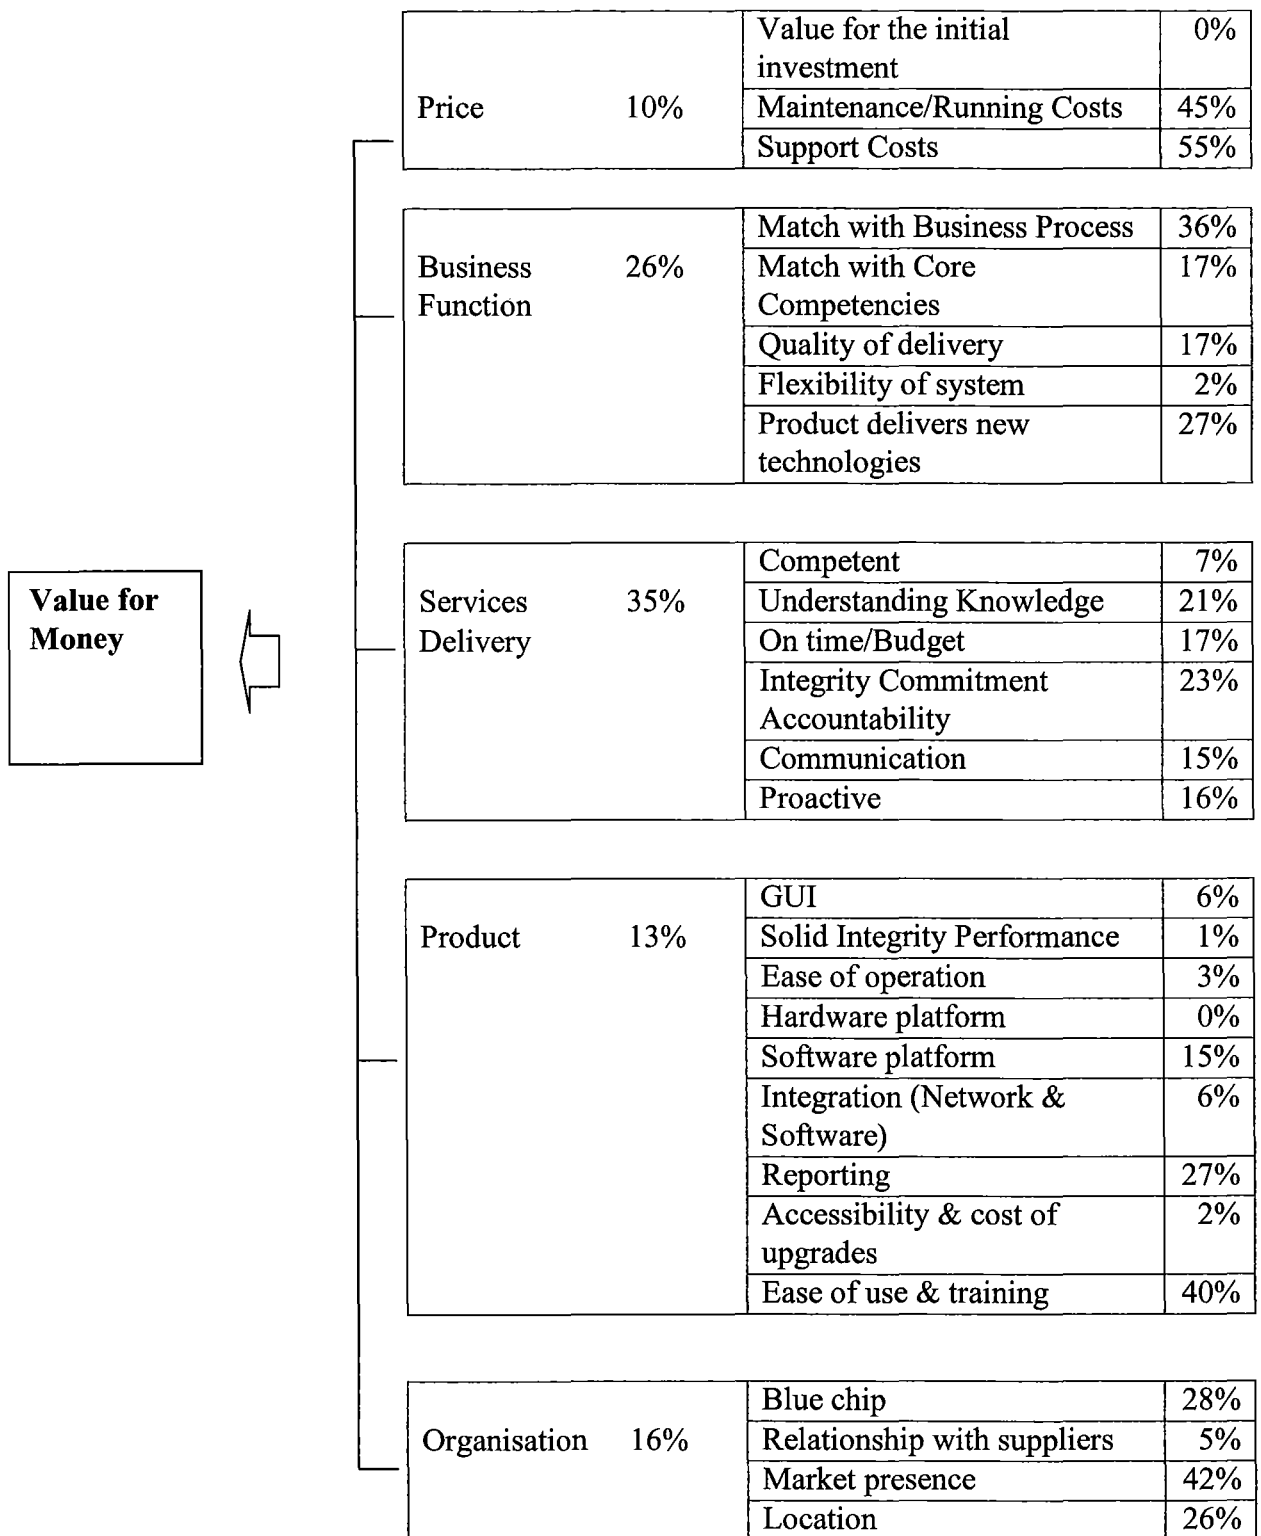 Value for the initial 0%
investment
Price 10% Maintenance/Running Costs 45%
Support Costs 55%
Match with Business Process 36%
Business 26% Match with Core 17%
Function Competencies
Quality of delivery 17%
Flexibility of system 2%
Product delivers new 27%
technologies
Competent 7%
Value for
Money
Services 35% Understanding Knowledge 21%
Delivery On time/Budget 17%
Integrity Commitment 23%
Accountability
Communication 15%
Proactive 16%
GUI 6%
Product 13% Solid Integrity Performance 1%
Ease of operation 3%
Hardware platform 0%
Software platform 15%
Integration (Network & 6%
Software)
Reporting 27%
Accessibility & cost of 2%
upgrades
Ease of use & training 40%
Blue chip 28%
Organisation 16% Relationship with suppliers 5%
Market presence 42%
Location 26%